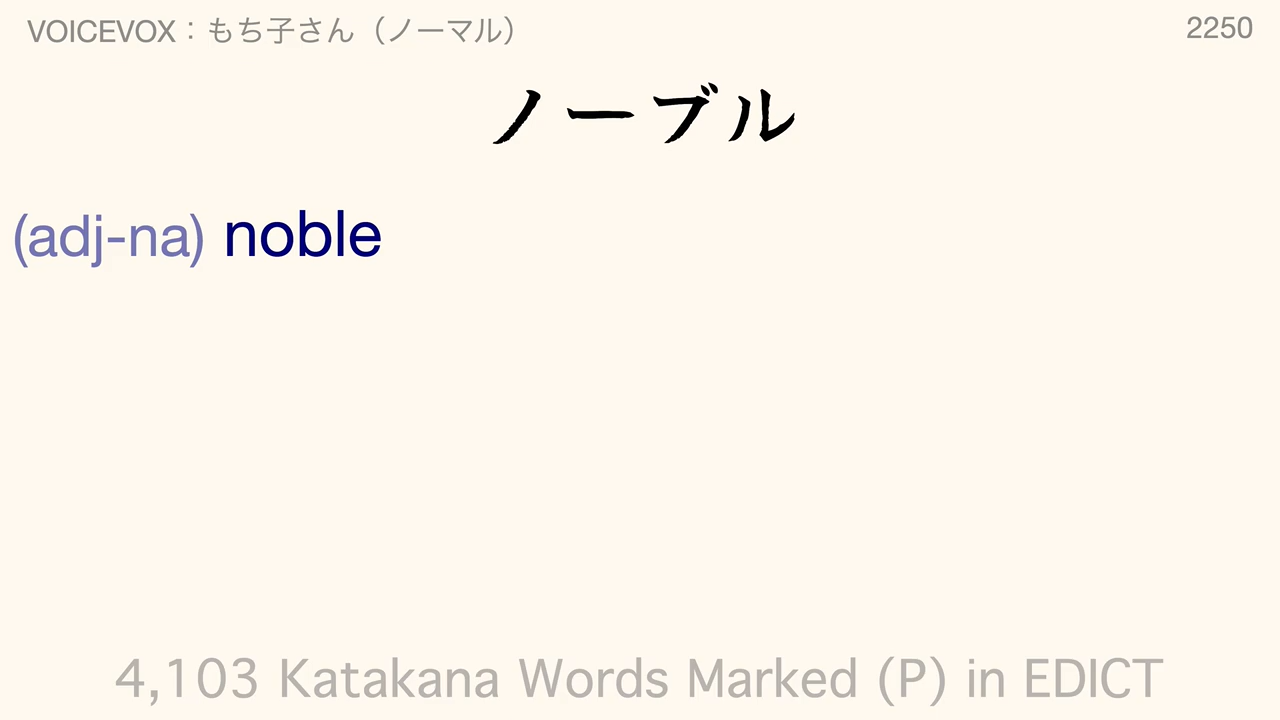 VOICEVOX：もち子さん（ノーマル）
2250
ノーブル
(adj-na) noble
4,103 Katakana Words Marked (P) in EDICT